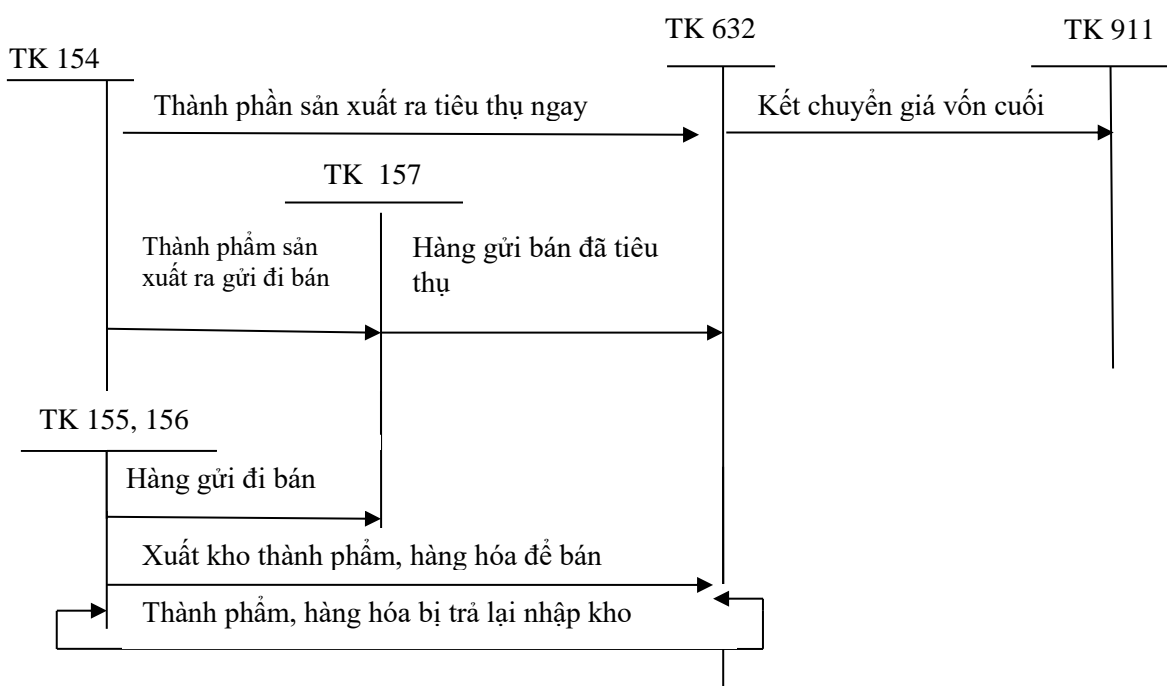 TK 632
TK 911
TK 154
Thành phần sản xuất ra tiêu thụ ngay
Kết chuyển giá vốn cuối
TK 157
Thành phẩm sản
xuất ra gửi đi bán
Hàng gửi bán đã tiêu
thụ
TK 155, 156
Hàng gửi đi bán
Xuất kho thành phẩm, hàng hóa để bán
Thành phẩm, hàng hóa bị trả lại nhập kho